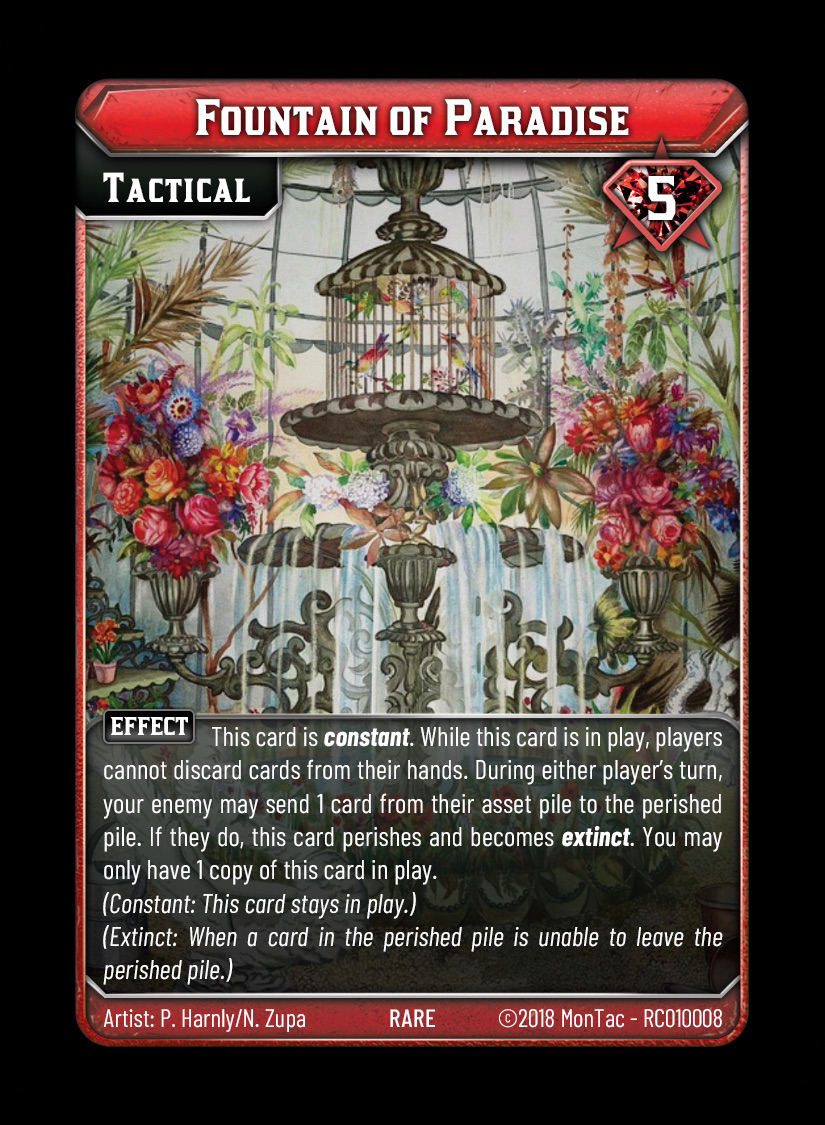 Fountain of Paradise
Tactical
5
EFFECT This card is constant. While this card is in play, players
cannot discard cards from their hands. During either player's turn,
your enemy may send 1 card from their asset pile to the perished
pile. If they do, this card perishes and becomes extinct. You may
only have 1 copy of this card in play.
(Constant: This card stays in play.)
(Extinct: When a card in the perished pile is unable to leave the
perished pile.)
Artist: P. Harnly/N. Zupa RARE ©2018 MonTac - RC010008